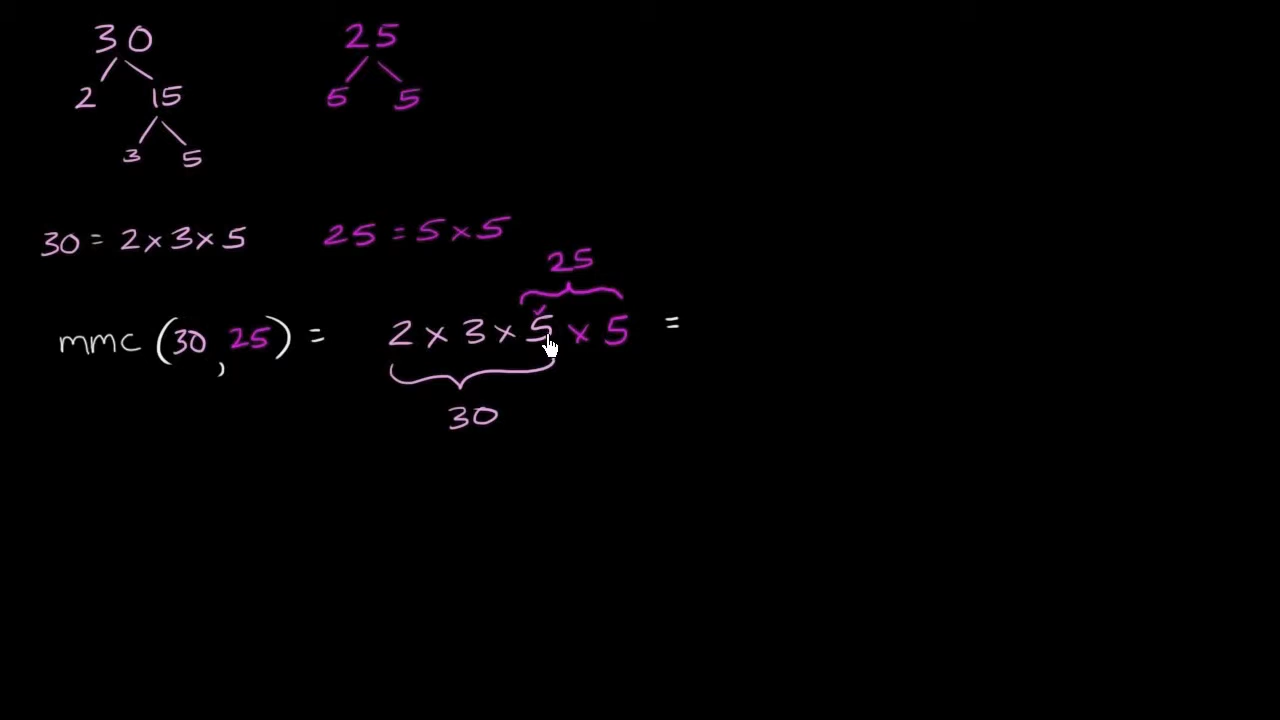 30 25
2 15 5 5
3 5
30 = 2 × 3 × 5 25 = 5 × 5
25
mmc (30, 25) = 2 × 3 × 5 × 5 =
30